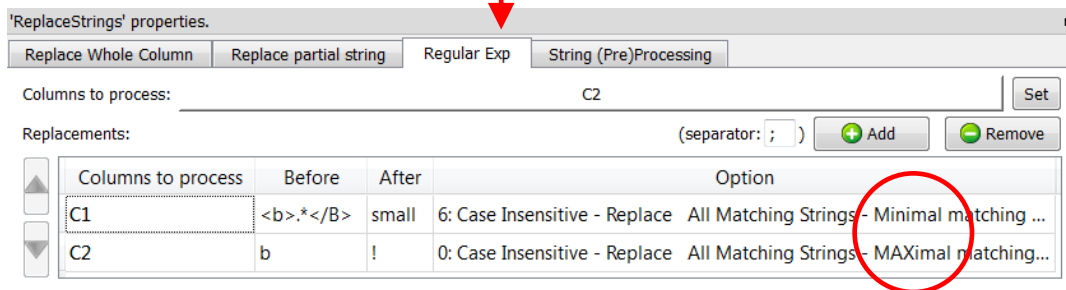 'ReplaceStrings' properties.
Replace Whole Column Replace partial string Regular Exp String (Pre)Processing
Columns to process: C2 Set
Replacements: (separator: ; ) Add Remove
Columns to process Before After Option
C1 <b>.*</B> small 6: Case Insensitive - Replace All Matching Strings - Minimal matching ...
C2 b ! 0: Case Insensitive - Replace All Matching Strings - MAXimal matching...